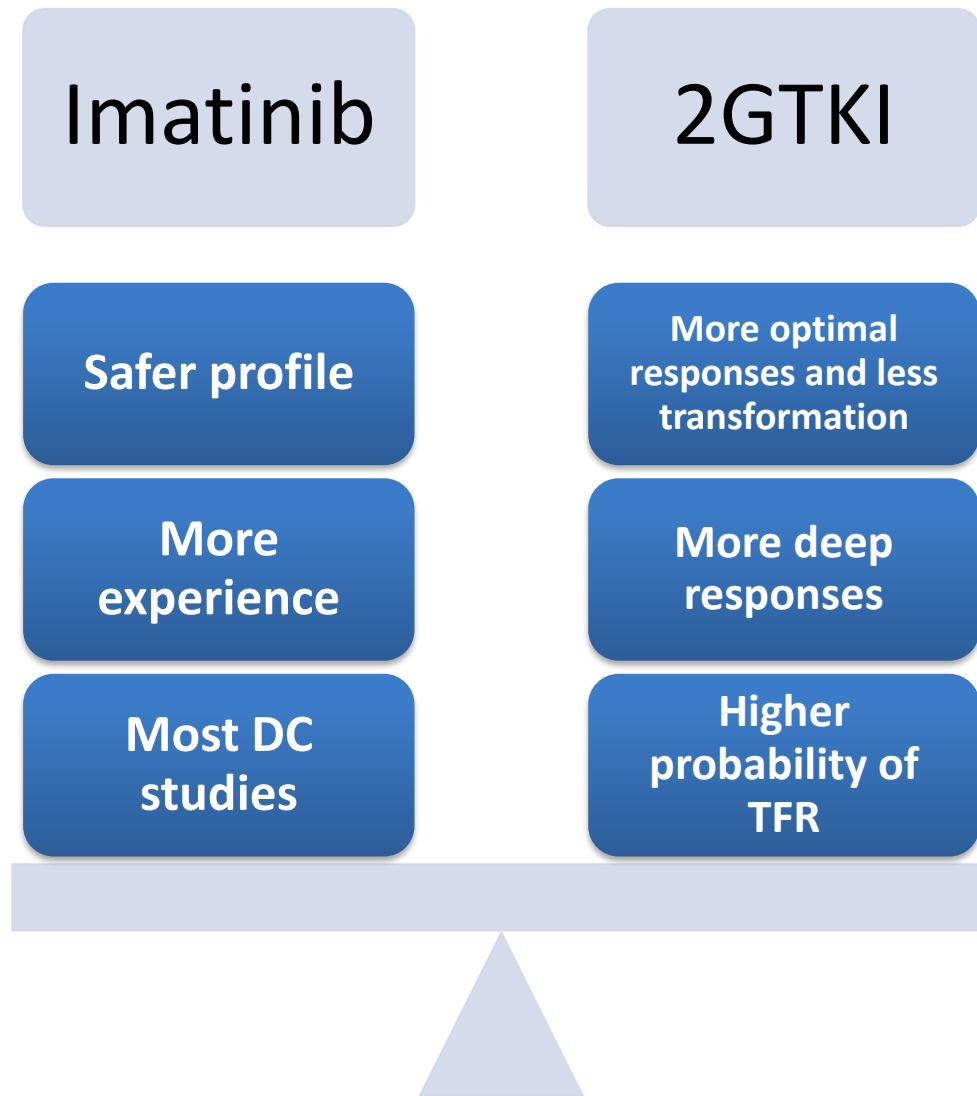 Imatinib
2GTKI
Safer profile
More
experience
Most DC
studies
More optimal
responses and less
transformation
More deep
responses
Higher
probability of
TFR